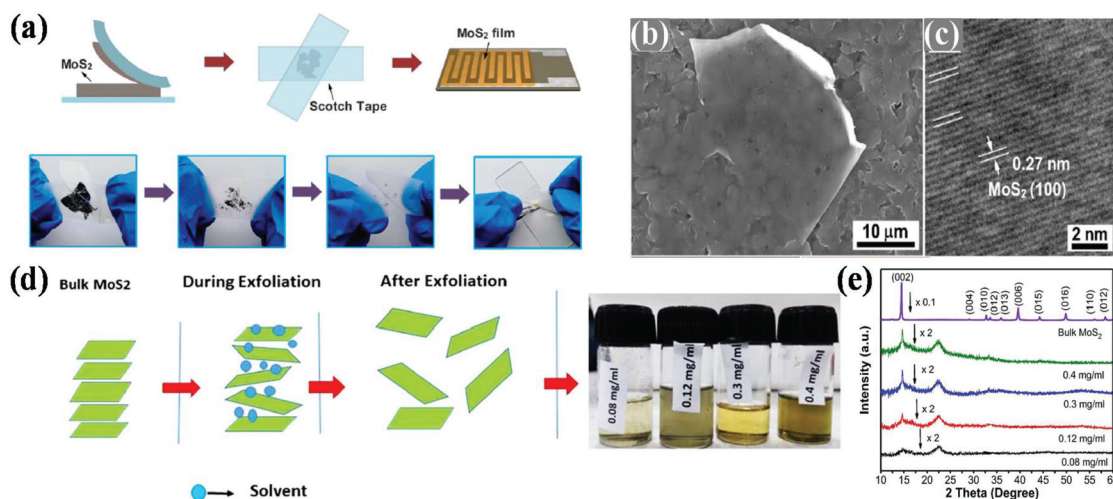 (a)
MoS₂
Scotch Tape
MoS₂ film
(b)
10 μm
(c)
0.27 nm
MoS₂ (100)
2 nm
(d)
Bulk MoS2
During Exfoliation
After Exfoliation
Solvent
0.08 mg/ml
0.12 mg/ml
0.3 mg/ml
0.4 mg/ml
(e)
(002)
x 0.1
(004)
(010)
(012)
(013)
(006)
(015)
(016)
(110)
(012)
Bulk MoS₂
x 2
0.4 mg/ml
x 2
0.3 mg/ml
x 2
0.12 mg/ml
x 2
0.08 mg/ml
Intensity (a.u.)
10 15 20 25 30 35 40 45 50 55 60
2 Theta (Degree)